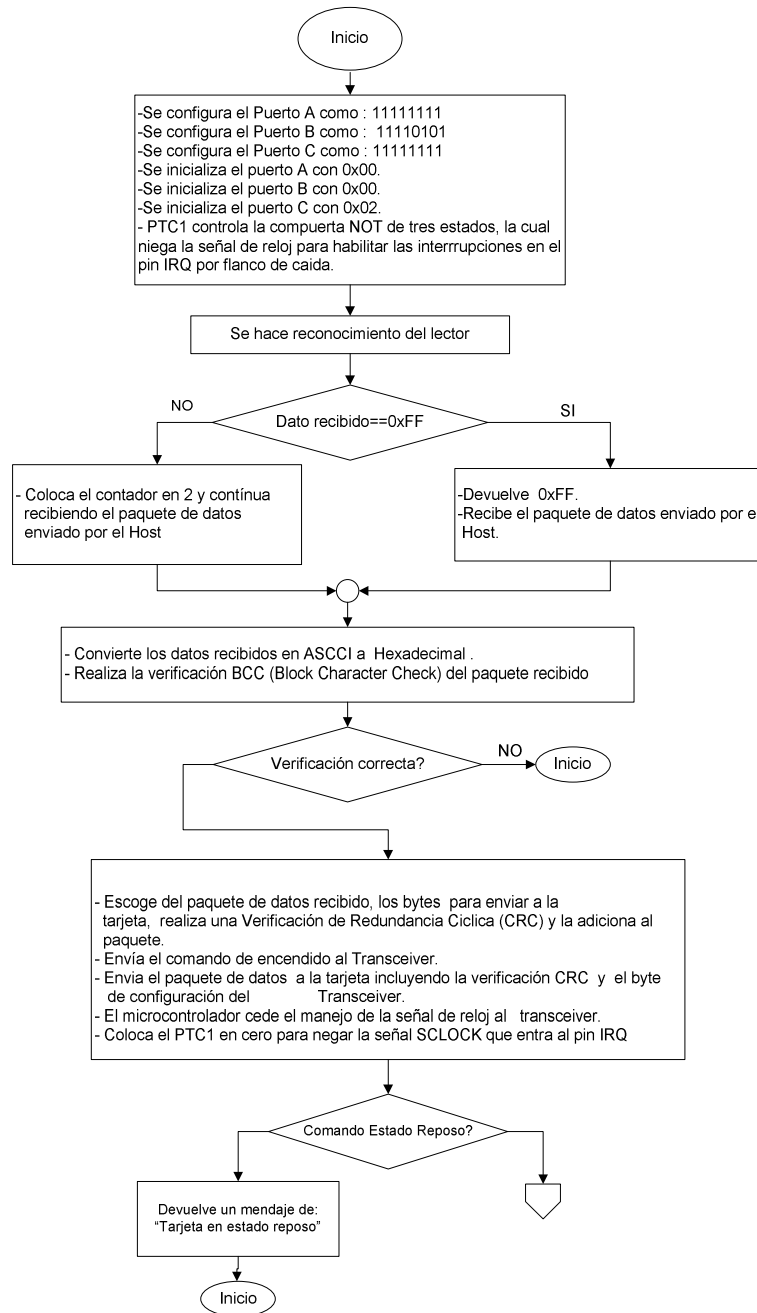 Inicio
-Se configura el Puerto A como : 11111111
-Se configura el Puerto B como :  11110101
-Se configura el Puerto C como : 11111111
-Se inicializa el puerto A con 0x00.
-Se inicializa el puerto B con 0x00.
-Se inicializa el puerto C con 0x02.
- PTC1 controla la compuerta NOT de tres estados, la cual
niega la señal de reloj para habilitar las interrrupciones en el
pin IRQ por flanco de caida.
Se hace reconocimiento del lector
NO
Dato recibido==0xFF
SI
- Coloca el contador en 2 y contínua
recibiendo el paquete de datos
enviado por el Host
-Devuelve  0xFF.
-Recibe el paquete de datos enviado por e
Host.
- Convierte los datos recibidos en ASCCI a  Hexadecimal .
- Realiza la verificación BCC (Block Character Check) del paquete recibido
Verificación correcta?
NO
Inicio
- Escoge del paquete de datos recibido, los bytes  para enviar a la
tarjeta,  realiza una Verificación de Redundancia Ciclica (CRC) y la adiciona al
paquete.
- Envía el comando de encendido al Transceiver.
- Envia el paquete de datos  a la tarjeta incluyendo la verificación CRC  y  el byte
de configuración del          Transceiver.
- El microcontrolador cede el manejo de la señal de reloj al   transceiver.
- Coloca el PTC1 en cero para negar la señal SCLOCK que entra al pin IRQ
Comando Estado Reposo?
Devuelve un mendaje de:
“Tarjeta en estado reposo”
Inicio